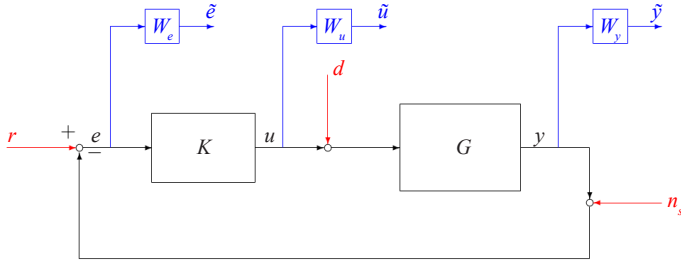 W_e ẽ W_u ũ W_y ỹ
d
r + e − K u G y
n_s